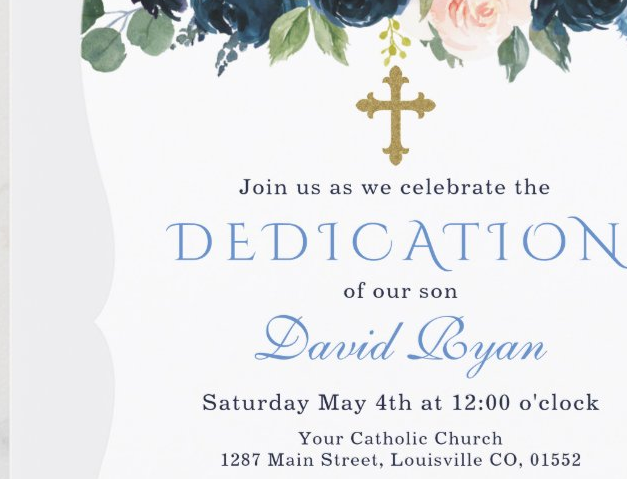 Join us as we celebrate the
DEDICATION
of our son
David Ryan
Saturday May 4th at 12:00 o'clock
Your Catholic Church
1287 Main Street, Louisville CO, 01552